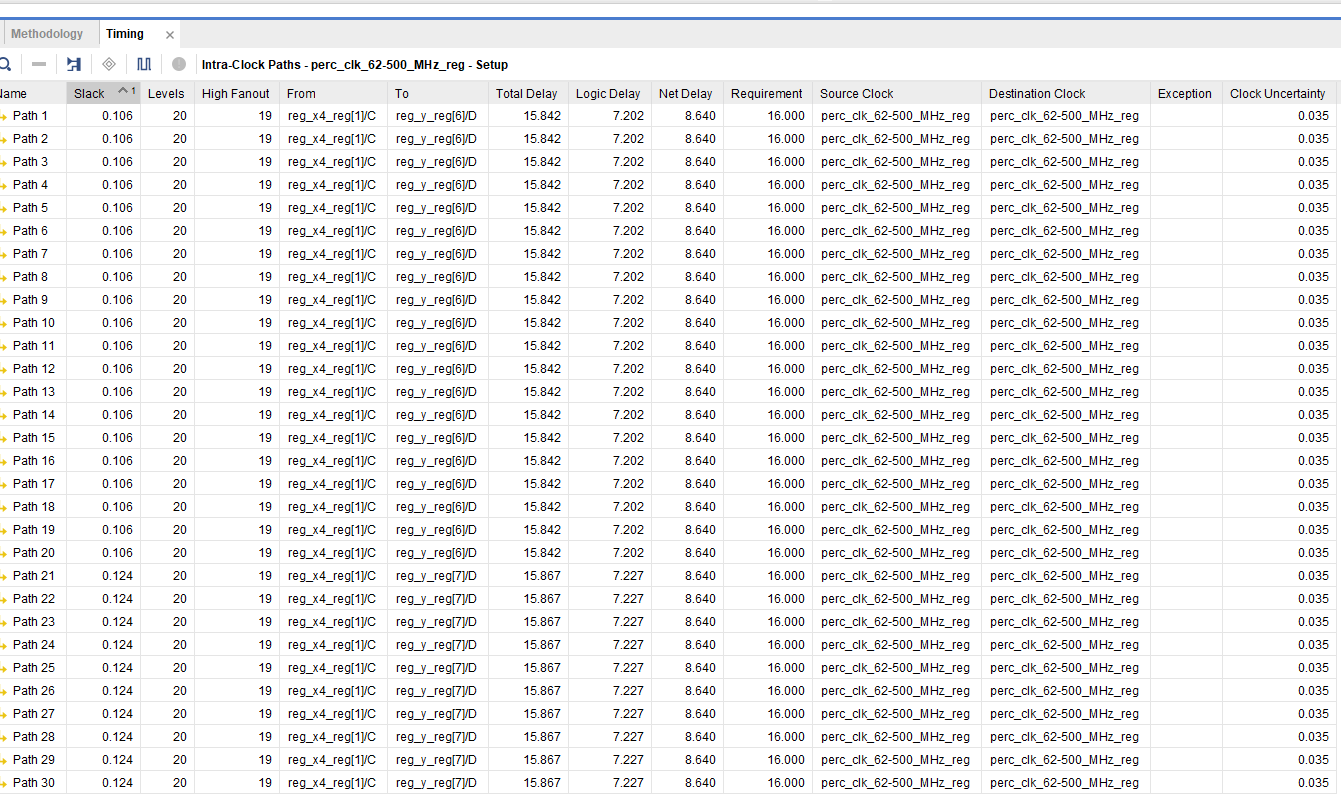 Methodology Timing
Intra-Clock Paths - perc_clk_62-500_MHz_reg - Setup
Name Slack 1 Levels High Fanout From To Total Delay Logic Delay Net Delay Requirement Source Clock Destination Clock Exception Clock Uncertainty
Path 1 0.106 20 19 reg_x4_reg[1]/C reg_y_reg[6]/D 15.842 7.202 8.640 16.000 perc_clk_62-500_MHz_reg perc_clk_62-500_MHz_reg 0.035
Path 2 0.106 20 19 reg_x4_reg[1]/C reg_y_reg[6]/D 15.842 7.202 8.640 16.000 perc_clk_62-500_MHz_reg perc_clk_62-500_MHz_reg 0.035
Path 3 0.106 20 19 reg_x4_reg[1]/C reg_y_reg[6]/D 15.842 7.202 8.640 16.000 perc_clk_62-500_MHz_reg perc_clk_62-500_MHz_reg 0.035
Path 4 0.106 20 19 reg_x4_reg[1]/C reg_y_reg[6]/D 15.842 7.202 8.640 16.000 perc_clk_62-500_MHz_reg perc_clk_62-500_MHz_reg 0.035
Path 5 0.106 20 19 reg_x4_reg[1]/C reg_y_reg[6]/D 15.842 7.202 8.640 16.000 perc_clk_62-500_MHz_reg perc_clk_62-500_MHz_reg 0.035
Path 6 0.106 20 19 reg_x4_reg[1]/C reg_y_reg[6]/D 15.842 7.202 8.640 16.000 perc_clk_62-500_MHz_reg perc_clk_62-500_MHz_reg 0.035
Path 7 0.106 20 19 reg_x4_reg[1]/C reg_y_reg[6]/D 15.842 7.202 8.640 16.000 perc_clk_62-500_MHz_reg perc_clk_62-500_MHz_reg 0.035
Path 8 0.106 20 19 reg_x4_reg[1]/C reg_y_reg[6]/D 15.842 7.202 8.640 16.000 perc_clk_62-500_MHz_reg perc_clk_62-500_MHz_reg 0.035
Path 9 0.106 20 19 reg_x4_reg[1]/C reg_y_reg[6]/D 15.842 7.202 8.640 16.000 perc_clk_62-500_MHz_reg perc_clk_62-500_MHz_reg 0.035
Path 10 0.106 20 19 reg_x4_reg[1]/C reg_y_reg[6]/D 15.842 7.202 8.640 16.000 perc_clk_62-500_MHz_reg perc_clk_62-500_MHz_reg 0.035
Path 11 0.106 20 19 reg_x4_reg[1]/C reg_y_reg[6]/D 15.842 7.202 8.640 16.000 perc_clk_62-500_MHz_reg perc_clk_62-500_MHz_reg 0.035
Path 12 0.106 20 19 reg_x4_reg[1]/C reg_y_reg[6]/D 15.842 7.202 8.640 16.000 perc_clk_62-500_MHz_reg perc_clk_62-500_MHz_reg 0.035
Path 13 0.106 20 19 reg_x4_reg[1]/C reg_y_reg[6]/D 15.842 7.202 8.640 16.000 perc_clk_62-500_MHz_reg perc_clk_62-500_MHz_reg 0.035
Path 14 0.106 20 19 reg_x4_reg[1]/C reg_y_reg[6]/D 15.842 7.202 8.640 16.000 perc_clk_62-500_MHz_reg perc_clk_62-500_MHz_reg 0.035
Path 15 0.106 20 19 reg_x4_reg[1]/C reg_y_reg[6]/D 15.842 7.202 8.640 16.000 perc_clk_62-500_MHz_reg perc_clk_62-500_MHz_reg 0.035
Path 16 0.106 20 19 reg_x4_reg[1]/C reg_y_reg[6]/D 15.842 7.202 8.640 16.000 perc_clk_62-500_MHz_reg perc_clk_62-500_MHz_reg 0.035
Path 17 0.106 20 19 reg_x4_reg[1]/C reg_y_reg[6]/D 15.842 7.202 8.640 16.000 perc_clk_62-500_MHz_reg perc_clk_62-500_MHz_reg 0.035
Path 18 0.106 20 19 reg_x4_reg[1]/C reg_y_reg[6]/D 15.842 7.202 8.640 16.000 perc_clk_62-500_MHz_reg perc_clk_62-500_MHz_reg 0.035
Path 19 0.106 20 19 reg_x4_reg[1]/C reg_y_reg[6]/D 15.842 7.202 8.640 16.000 perc_clk_62-500_MHz_reg perc_clk_62-500_MHz_reg 0.035
Path 20 0.106 20 19 reg_x4_reg[1]/C reg_y_reg[6]/D 15.842 7.202 8.640 16.000 perc_clk_62-500_MHz_reg perc_clk_62-500_MHz_reg 0.035
Path 21 0.124 20 19 reg_x4_reg[1]/C reg_y_reg[7]/D 15.867 7.227 8.640 16.000 perc_clk_62-500_MHz_reg perc_clk_62-500_MHz_reg 0.035
Path 22 0.124 20 19 reg_x4_reg[1]/C reg_y_reg[7]/D 15.867 7.227 8.640 16.000 perc_clk_62-500_MHz_reg perc_clk_62-500_MHz_reg 0.035
Path 23 0.124 20 19 reg_x4_reg[1]/C reg_y_reg[7]/D 15.867 7.227 8.640 16.000 perc_clk_62-500_MHz_reg perc_clk_62-500_MHz_reg 0.035
Path 24 0.124 20 19 reg_x4_reg[1]/C reg_y_reg[7]/D 15.867 7.227 8.640 16.000 perc_clk_62-500_MHz_reg perc_clk_62-500_MHz_reg 0.035
Path 25 0.124 20 19 reg_x4_reg[1]/C reg_y_reg[7]/D 15.867 7.227 8.640 16.000 perc_clk_62-500_MHz_reg perc_clk_62-500_MHz_reg 0.035
Path 26 0.124 20 19 reg_x4_reg[1]/C reg_y_reg[7]/D 15.867 7.227 8.640 16.000 perc_clk_62-500_MHz_reg perc_clk_62-500_MHz_reg 0.035
Path 27 0.124 20 19 reg_x4_reg[1]/C reg_y_reg[7]/D 15.867 7.227 8.640 16.000 perc_clk_62-500_MHz_reg perc_clk_62-500_MHz_reg 0.035
Path 28 0.124 20 19 reg_x4_reg[1]/C reg_y_reg[7]/D 15.867 7.227 8.640 16.000 perc_clk_62-500_MHz_reg perc_clk_62-500_MHz_reg 0.035
Path 29 0.124 20 19 reg_x4_reg[1]/C reg_y_reg[7]/D 15.867 7.227 8.640 16.000 perc_clk_62-500_MHz_reg perc_clk_62-500_MHz_reg 0.035
Path 30 0.124 20 19 reg_x4_reg[1]/C reg_y_reg[7]/D 15.867 7.227 8.640 16.000 perc_clk_62-500_MHz_reg perc_clk_62-500_MHz_reg 0.035